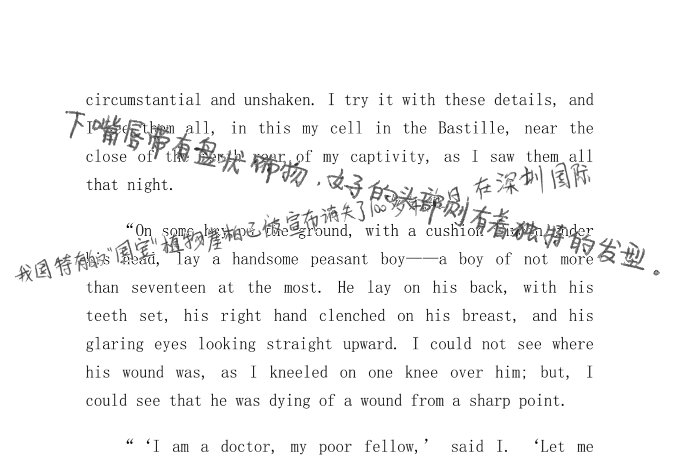 circumstantial and unshaken. I try it with these details, and
I them all, in this my cell in the Bastille, near the
close of the year of my captivity, as I saw them all
that night.
“On some the ground, with a cushion under
his head, lay a handsome peasant boy——a boy of not more
than seventeen at the most. He lay on his back, with his
teeth set, his right hand clenched on his breast, and his
glaring eyes looking straight upward. I could not see where
his wound was, as I kneeled on one knee over him; but, I
could see that he was dying of a wound from a sharp point.
“ ‘I am a doctor, my poor fellow,’ said I. ‘Let me
下嘴唇带有盘状饰物，女子的头部则有着独特的发型。
我国特有的“国宝”植物崖柏已被宣布消失了100多年 在深圳国际